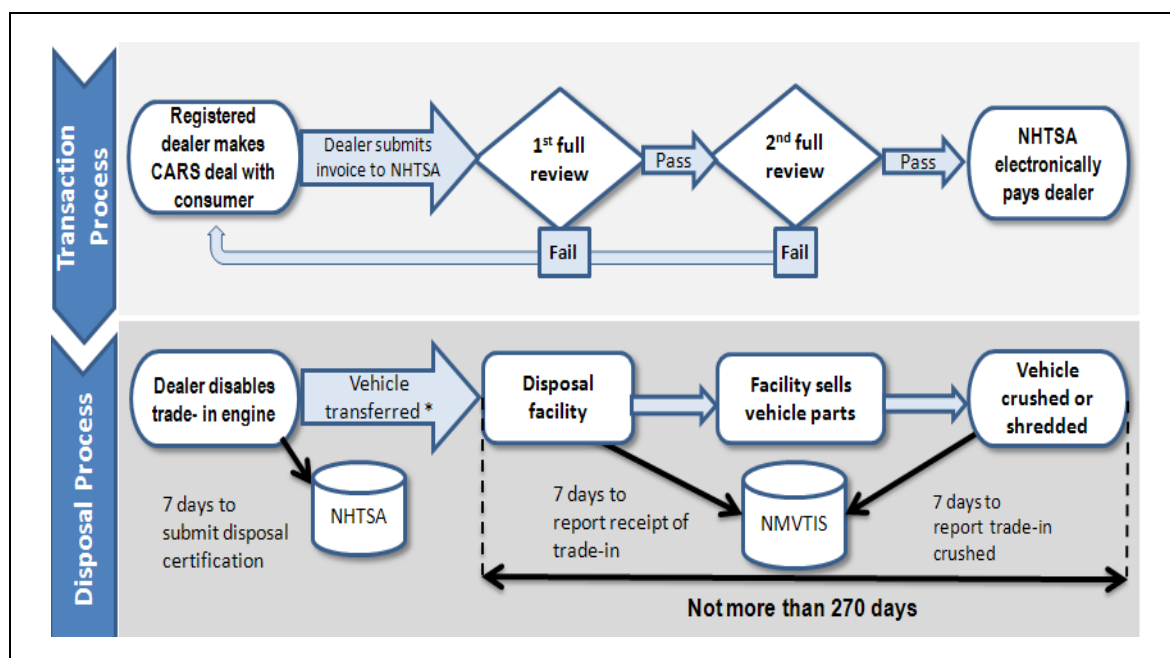 Transaction
Process
Registered
dealer makes
CARS deal with
consumer
Dealer submits
invoice to NHTSA
1st full
review
Pass
2nd full
review
Pass
NHTSA
electronically
pays dealer
Fail
Fail
Disposal Process
Dealer disables
trade- in engine
Vehicle
transferred *
Disposal
facility
Facility sells
vehicle parts
Vehicle
crushed or
shredded
7 days to
submit disposal
certification
NHTSA
7 days to
report receipt of
trade-in
NMVTIS
7 days to
report trade-in
crushed
Not more than 270 days